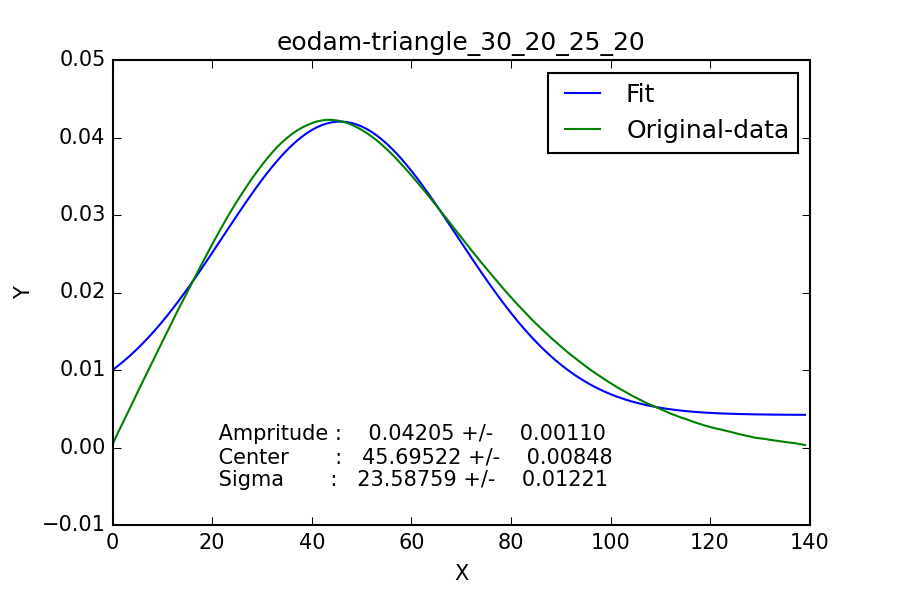 eodam-triangle_30_20_25_20
Fit
Original-data
0.05
0.04
0.03
0.02
0.01
0.00
−0.01
Y
Ampritude : 0.04205 +/- 0.00110
Center : 45.69522 +/- 0.00848
Sigma : 23.58759 +/- 0.01221
0 20 40 60 80 100 120 140
X